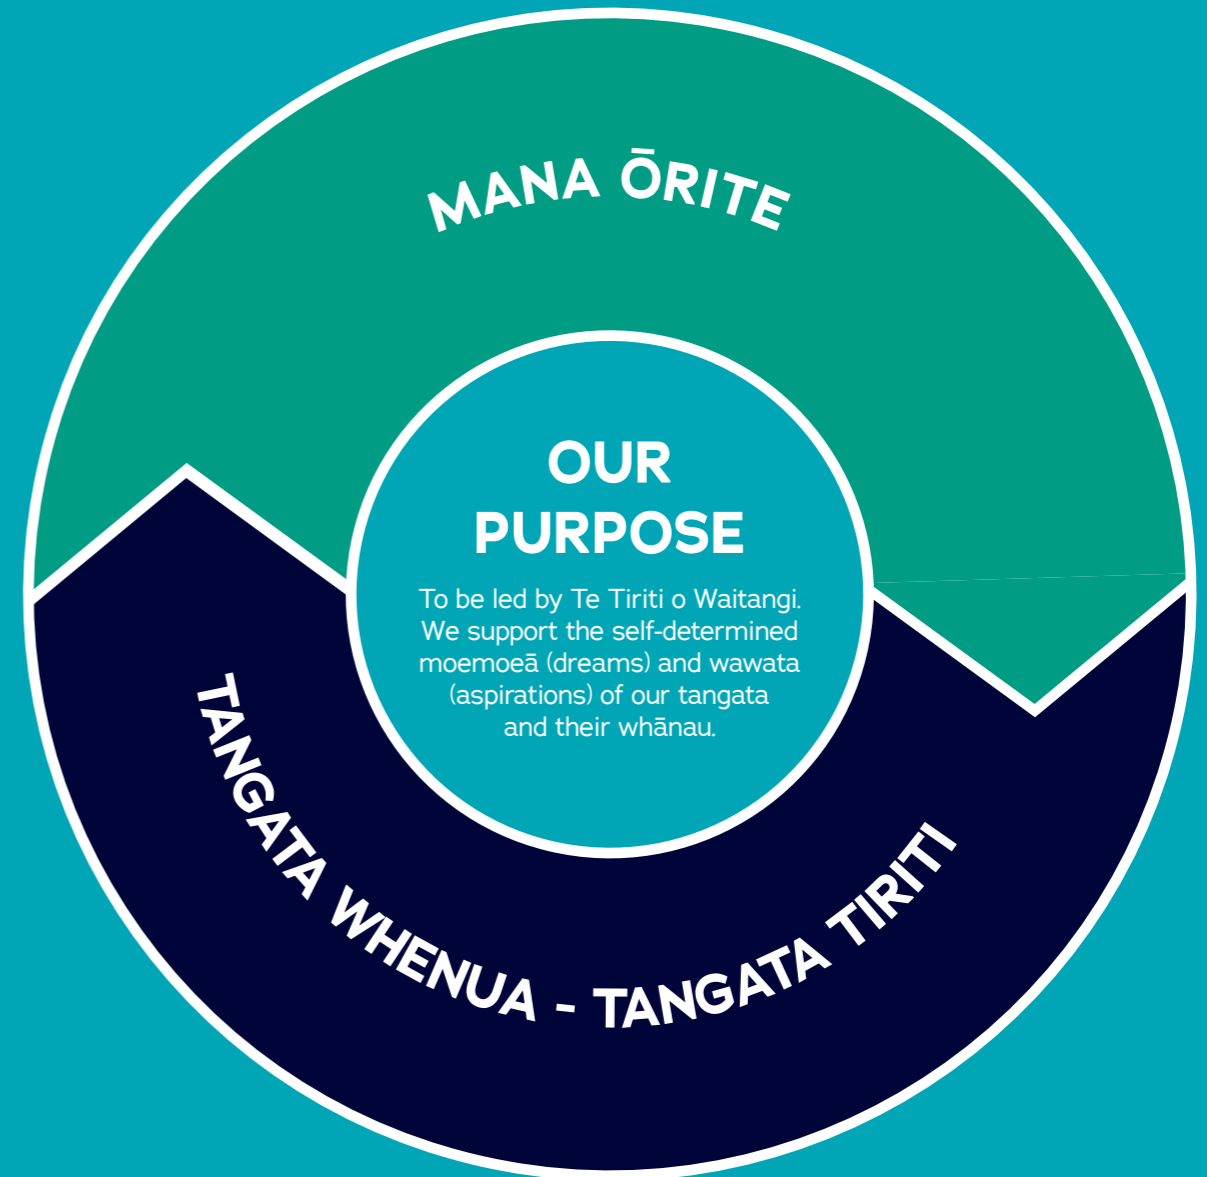 MANA ŌRITE
OUR
PURPOSE
To be led by Te Tiriti o Waitangi.
We support the self-determined
moemoeā (dreams) and wawata
(aspirations) of our tangata
and their whānau.
TANGATA WHENUA - TANGATA TIRITI